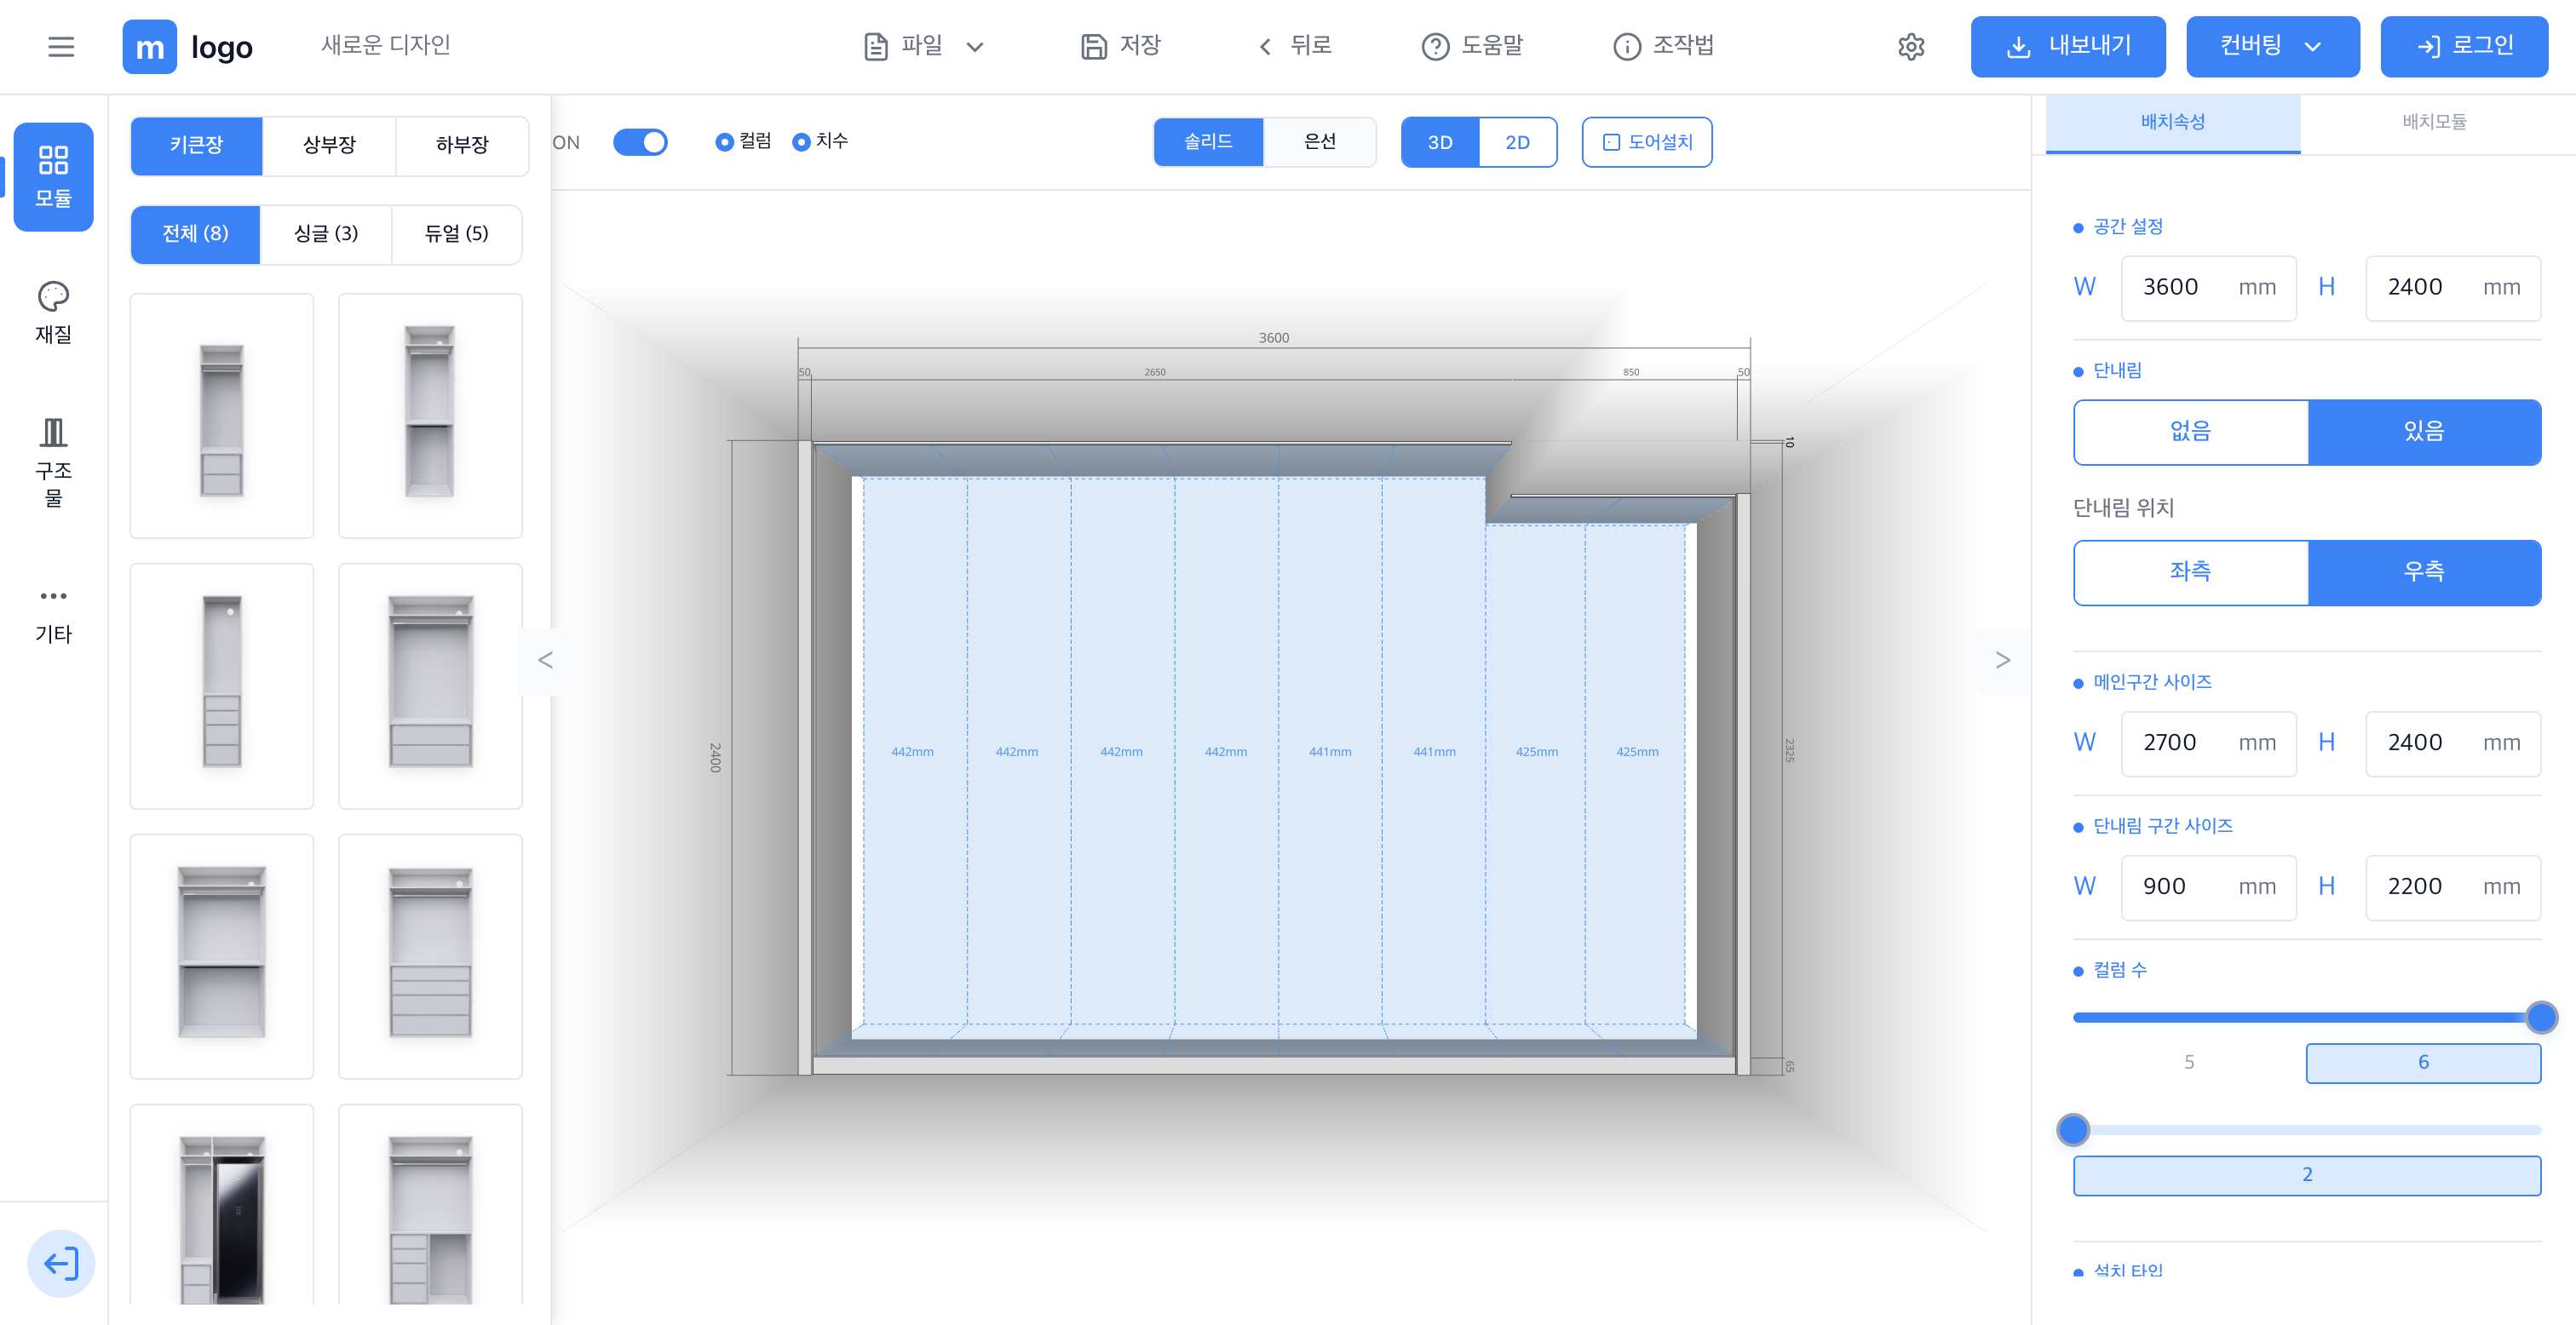 m logo
새로운 디자인
파일
저장
뒤로
도움말
조작법
내보내기
컨버팅
로그인
모듈
재질
구조
물
기타
키큰장
상부장
하부장
전체 (8)
싱글 (3)
듀얼 (5)
ON
컬럼
치수
솔리드
은선
3D
2D
도어설치
<
>
3600
50
2650
850
50
10
2400
2325
65
442mm
442mm
442mm
442mm
441mm
441mm
425mm
425mm
배치속성
배치모듈
공간 설정
W 3600 mm H 2400 mm
단내림
없음
있음
단내림 위치
좌측
우측
메인구간 사이즈
W 2700 mm H 2400 mm
단내림 구간 사이즈
W 900 mm H 2200 mm
컬럼 수
5
6
2
설치 타입